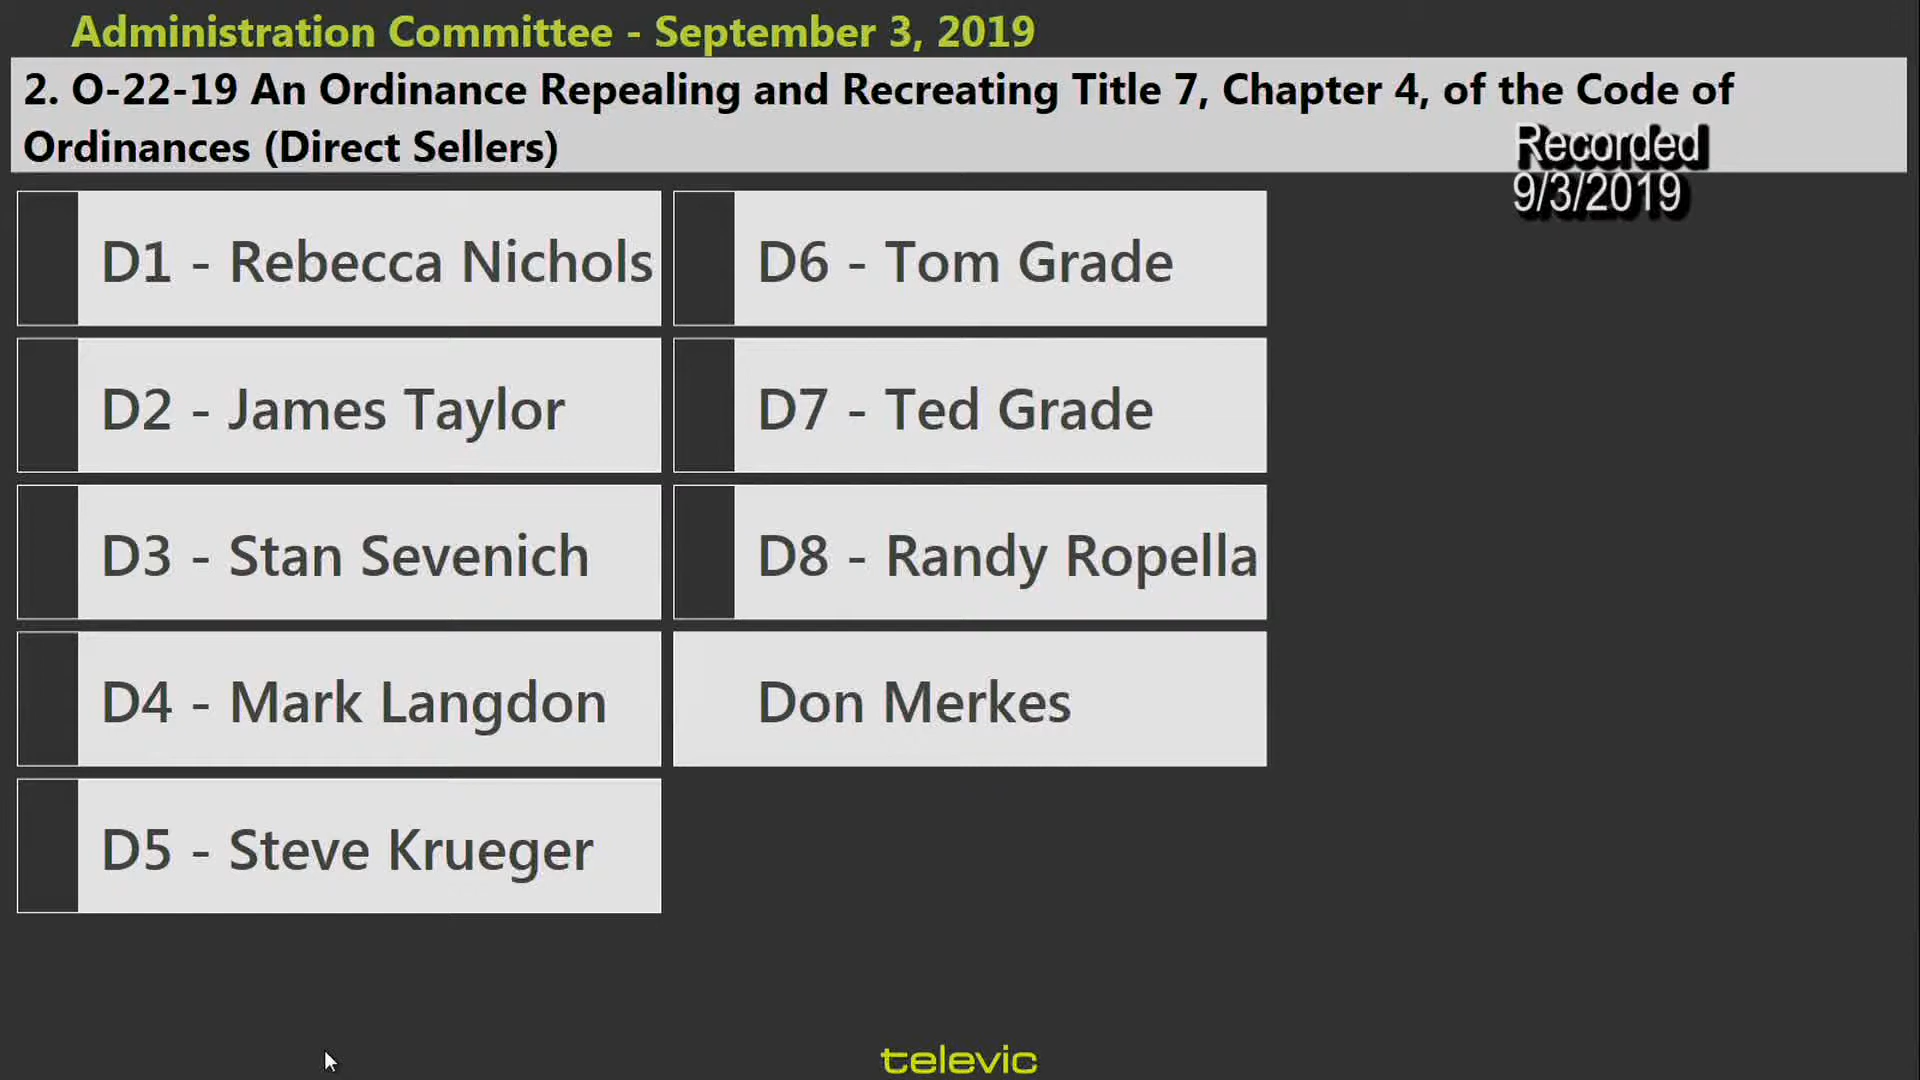 Administration Committee - September 3, 2019
2. O-22-19 An Ordinance Repealing and Recreating Title 7, Chapter 4, of the Code of
Ordinances (Direct Sellers)
Recorded
9/3/2019
D1 - Rebecca Nichols
D2 - James Taylor
D3 - Stan Sevenich
D4 - Mark Langdon
D5 - Steve Krueger
D6 - Tom Grade
D7 - Ted Grade
D8 - Randy Ropella
Don Merkes
televic